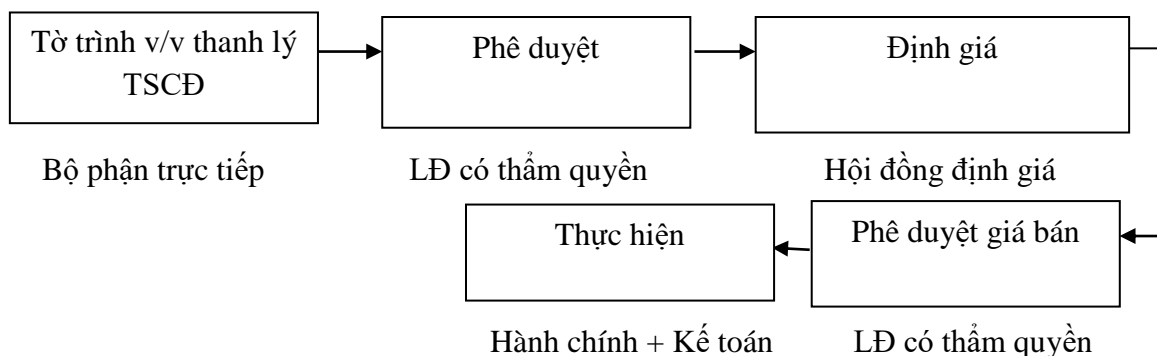 Tờ trình v/v thanh lý
TSCĐ
Phê duyệt
Định giá
Bộ phận trực tiếp
LĐ có thẩm quyền
Hội đồng định giá
Thực hiện
Phê duyệt giá bán
Hành chính + Kế toán
LĐ có thẩm quyền